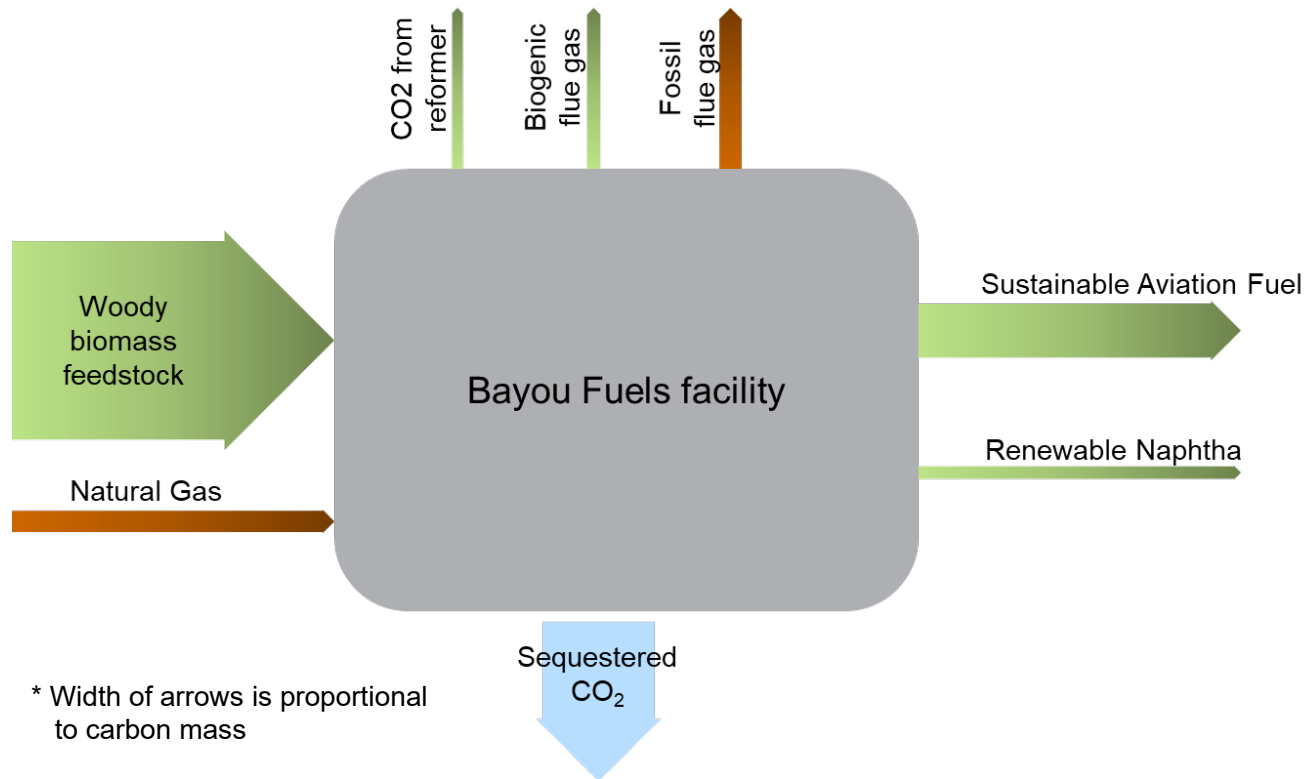 CO2 from
reformer
Biogenic
flue gas
Fossil
flue gas
Woody
biomass
feedstock
Natural Gas
Bayou Fuels facility
Sustainable Aviation Fuel
Renewable Naphtha
Sequestered
CO₂
* Width of arrows is proportional
to carbon mass